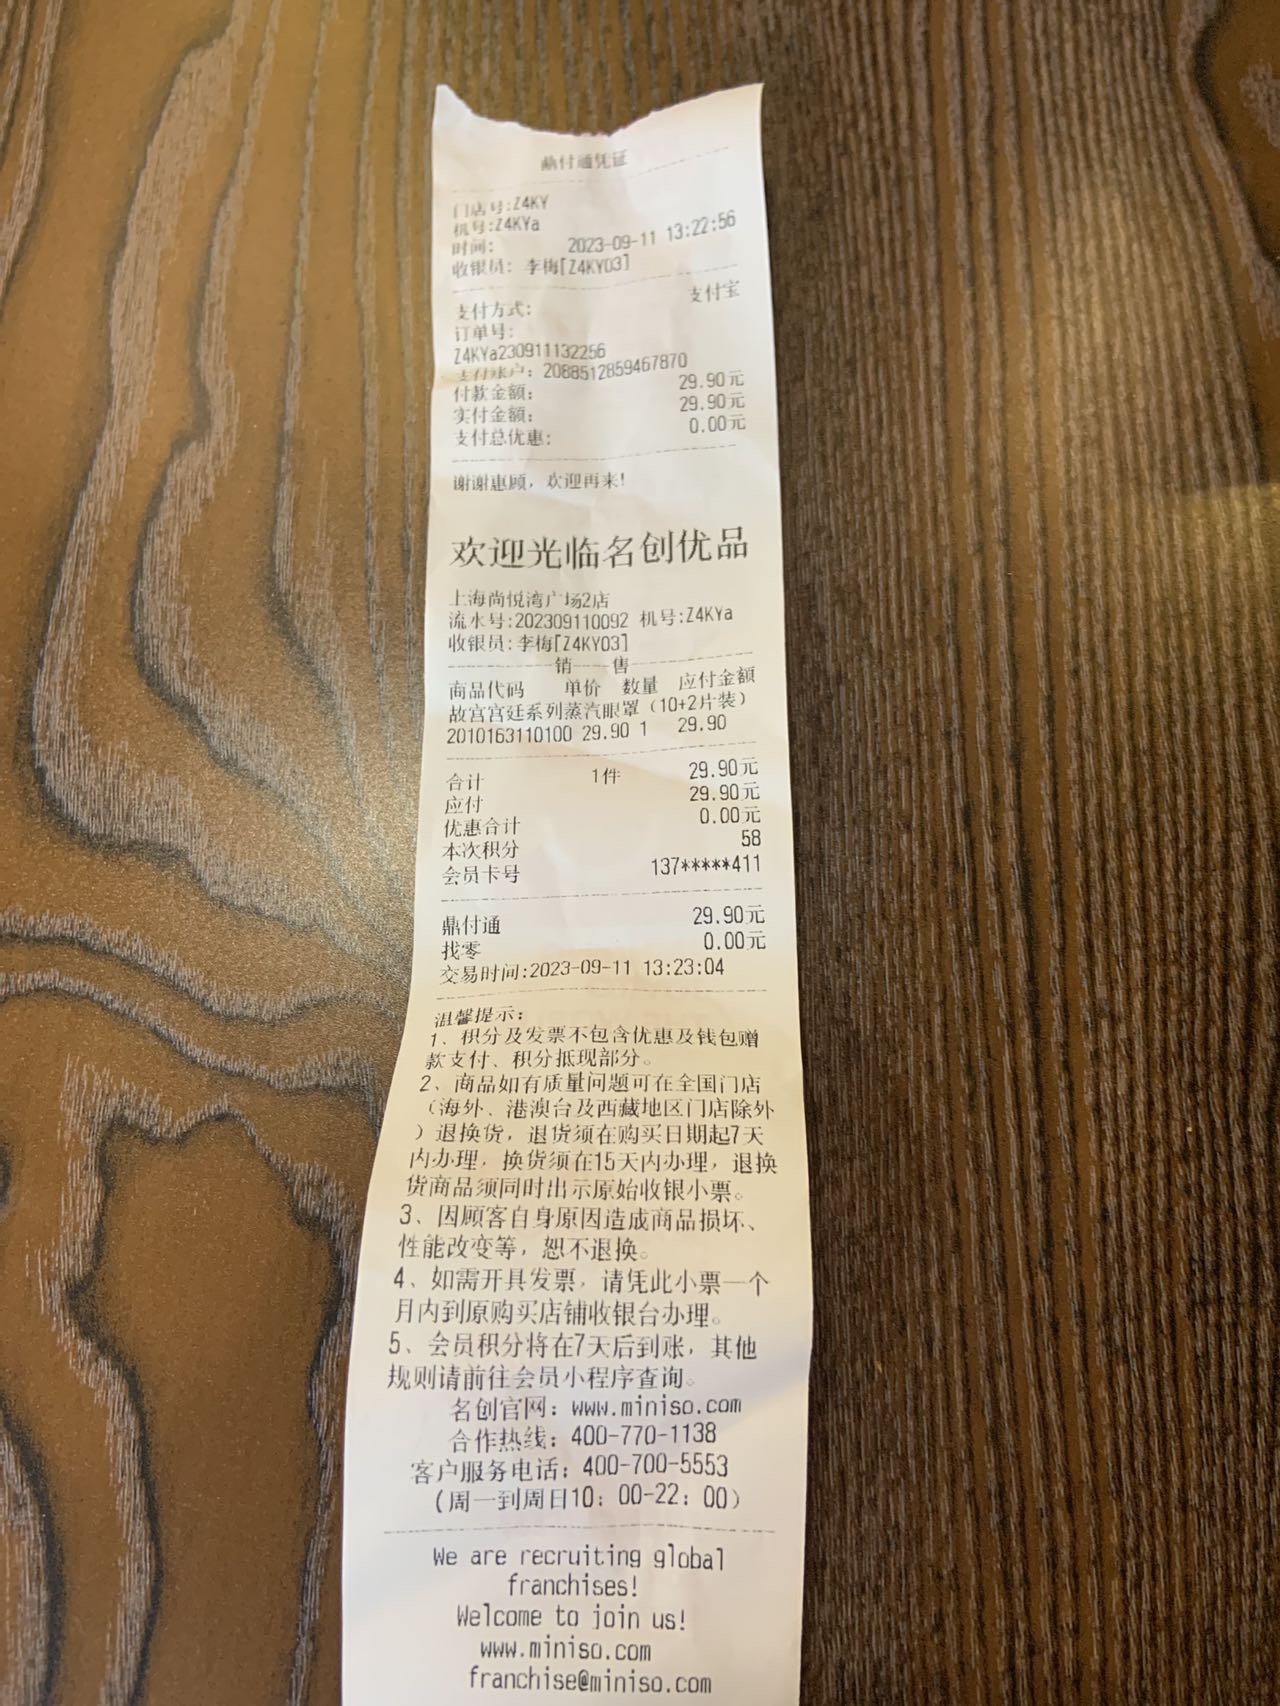 鼎付通凭证
门店号:Z4KY
机号:Z4KYa
时间: 2023-09-11 13:22:56
收银员: 李梅[Z4KY03]
支付方式: 支付宝
订单号:
Z4KYa230911132256
支付账户: 2088512859467870
付款金额: 29.90元
实付金额: 29.90元
支付总优惠: 0.00元
谢谢惠顾，欢迎再来!
欢迎光临名创优品
上海尚悦湾广场2店
流水号:202309110092 机号:Z4KYa
收银员:李梅[Z4KY03]
销 售
商品代码 单价 数量 应付金额
故宫宫廷系列蒸汽眼罩（10+2片装）
2010163110100 29.90 1 29.90
合计 1件 29.90元
应付 29.90元
优惠合计 0.00元
本次积分 58
会员卡号 137*****411
鼎付通 29.90元
找零 0.00元
交易时间:2023-09-11 13:23:04
温馨提示:
1、积分及发票不包含优惠及钱包赠
款支付、积分抵现部分。
2、商品如有质量问题可在全国门店
（海外、港澳台及西藏地区门店除外
）退换货，退货须在购买日期起7天
内办理，换货须在15天内办理，退换
货商品须同时出示原始收银小票。
3、因顾客自身原因造成商品损坏、
性能改变等，恕不退换。
4、如需开具发票，请凭此小票一个
月内到原购买店铺收银台办理。
5、会员积分将在7天后到账，其他
规则请前往会员小程序查询。
名创官网: www.miniso.com
合作热线: 400-770-1138
客户服务电话: 400-700-5553
(周一到周日10: 00-22: 00)
We are recruiting global
franchises!
Welcome to join us!
www.miniso.com
franchise@miniso.com